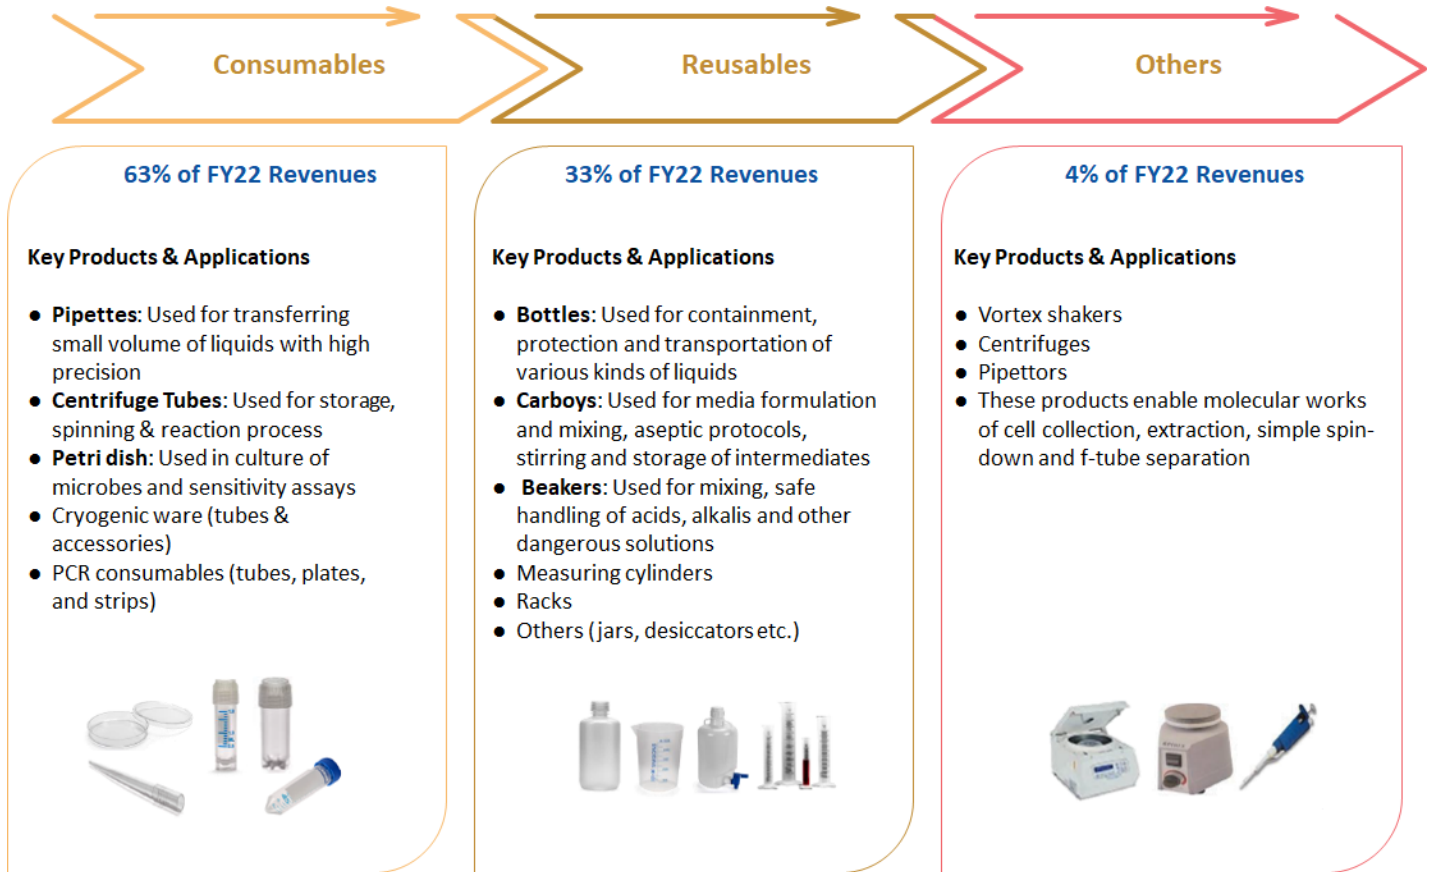 Consumables
Reusables
Others
63% of FY22 Revenues
Key Products & Applications
● Pipettes: Used for transferring
small volume of liquids with high
precision
● Centrifuge Tubes: Used for storage,
spinning & reaction process
● Petri dish: Used in culture of
microbes and sensitivity assays
● Cryogenic ware (tubes &
accessories)
● PCR consumables (tubes, plates,
and strips)
33% of FY22 Revenues
Key Products & Applications
● Bottles: Used for containment,
protection and transportation of
various kinds of liquids
● Carboys: Used for media formulation
and mixing, aseptic protocols,
stirring and storage of intermediates
● Beakers: Used for mixing, safe
handling of acids, alkalis and other
dangerous solutions
● Measuring cylinders
● Racks
● Others (jars, desiccators etc.)
4% of FY22 Revenues
Key Products & Applications
● Vortex shakers
● Centrifuges
● Pipettors
● These products enable molecular works
of cell collection, extraction, simple spin-
down and f-tube separation